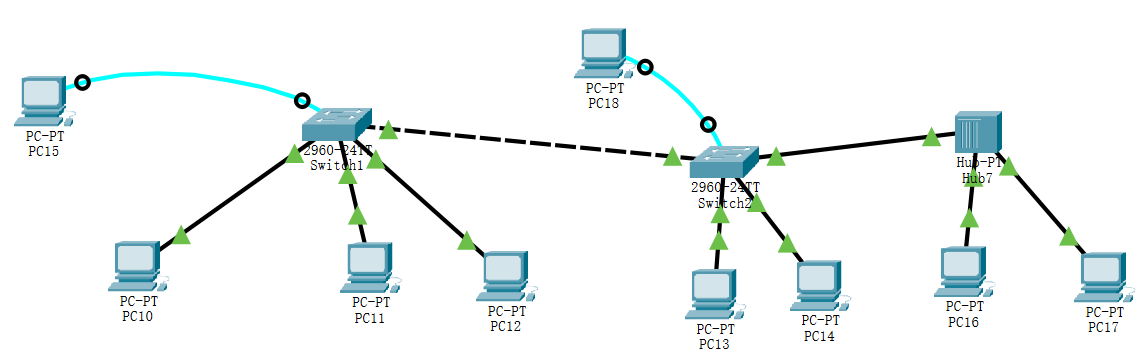 PC-PT
PC15
2960-24TT
Switch1
PC-PT
PC18
2960-24TT
Switch2
Hub-PT
Hub7
PC-PT
PC10
PC-PT
PC11
PC-PT
PC12
PC-PT
PC13
PC-PT
PC14
PC-PT
PC16
PC-PT
PC17